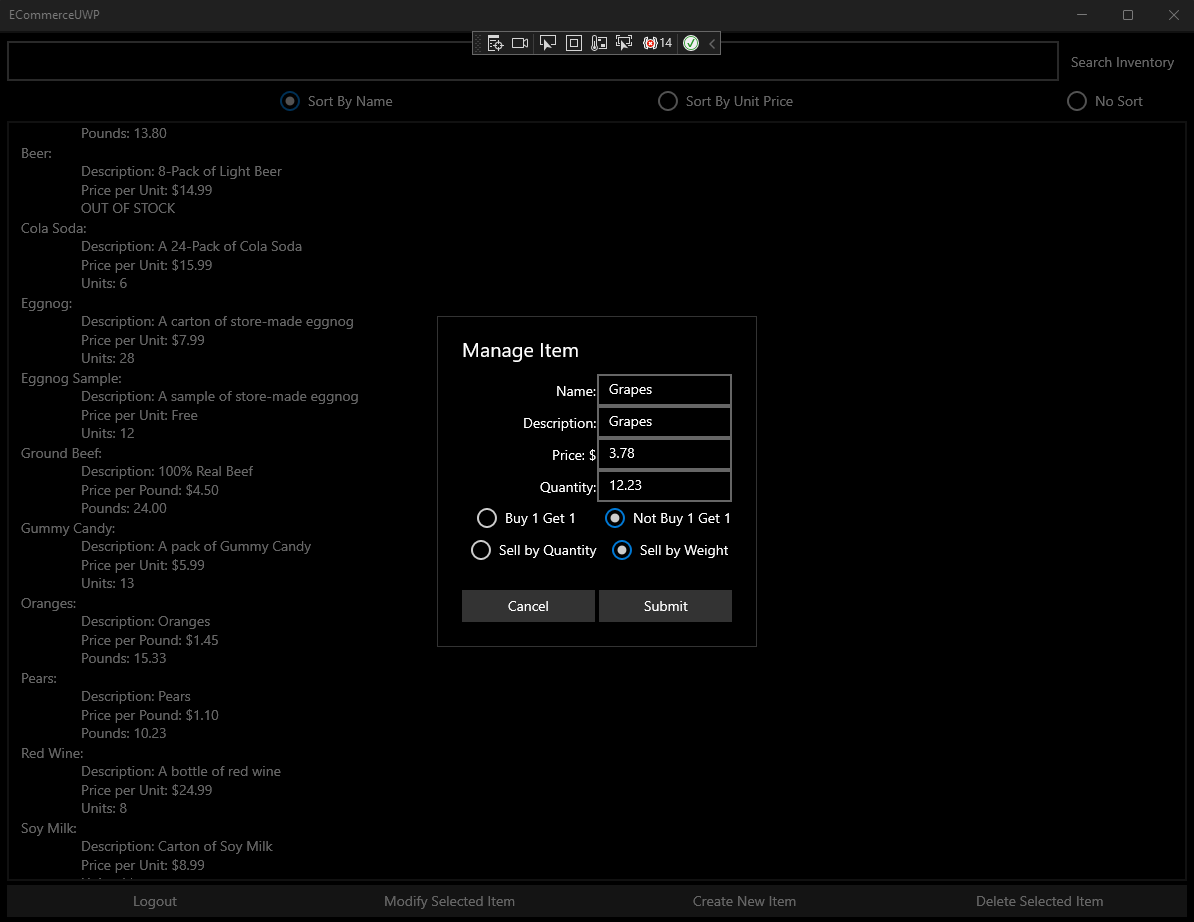 ECommerceUWP
14
Search Inventory
Sort By Name
Sort By Unit Price
No Sort
Pounds: 13.80
Beer:
Description: 8-Pack of Light Beer
Price per Unit: $14.99
OUT OF STOCK
Cola Soda:
Description: A 24-Pack of Cola Soda
Price per Unit: $15.99
Units: 6
Eggnog:
Description: A carton of store-made eggnog
Price per Unit: $7.99
Units: 28
Eggnog Sample:
Description: A sample of store-made eggnog
Price per Unit: Free
Units: 12
Ground Beef:
Description: 100% Real Beef
Price per Pound: $4.50
Pounds: 24.00
Gummy Candy:
Description: A pack of Gummy Candy
Price per Unit: $5.99
Units: 13
Oranges:
Description: Oranges
Price per Pound: $1.45
Pounds: 15.33
Pears:
Description: Pears
Price per Pound: $1.10
Pounds: 10.23
Red Wine:
Description: A bottle of red wine
Price per Unit: $24.99
Units: 8
Soy Milk:
Description: Carton of Soy Milk
Price per Unit: $8.99
Manage Item
Name: Grapes
Description: Grapes
Price: $ 3.78
Quantity: 12.23
Buy 1 Get 1
Not Buy 1 Get 1
Sell by Quantity
Sell by Weight
Cancel
Submit
Logout
Modify Selected Item
Create New Item
Delete Selected Item